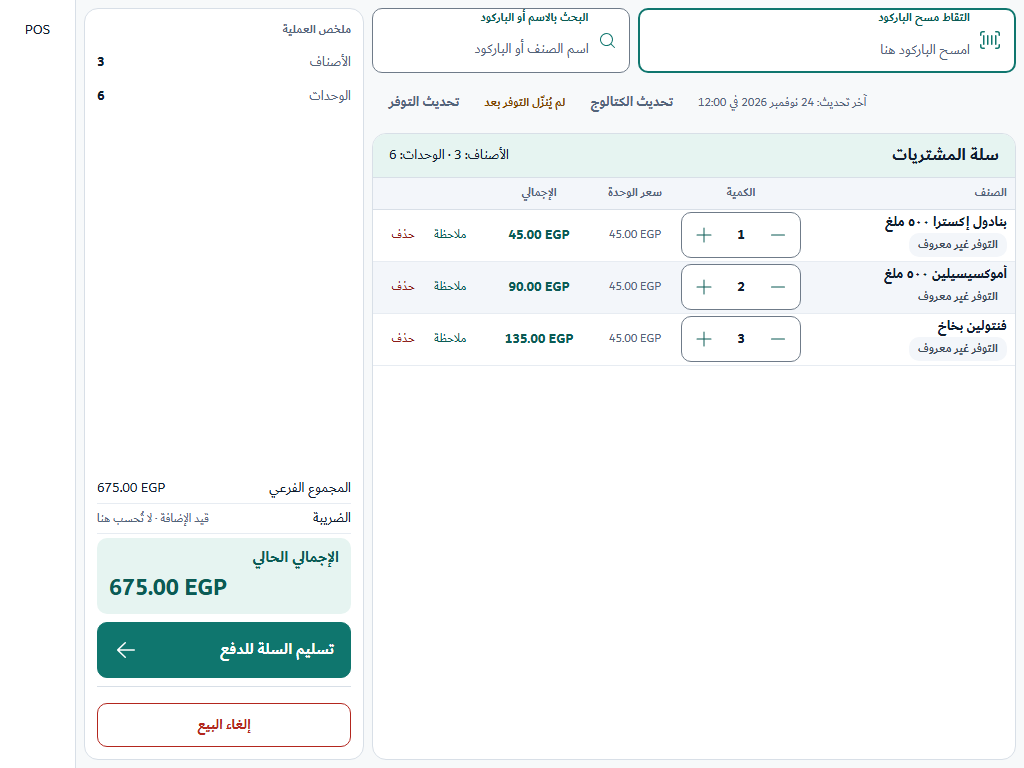 التقاط مسح الباركود
امسح الباركود هنا
البحث بالاسم أو الباركود
اسم الصنف أو الباركود
آخر تحديث: 24 نوفمبر 2026 في 12:00
تحديث الكتالوج
لم يُنزّل التوفر بعد
تحديث التوفر
سلة المشتريات
الأصناف: 3 · الوحدات: 6
الصنف الكمية سعر الوحدة الإجمالي
بنادول إكسترا ٥٠٠ ملغ
التوفر غير معروف
1 45.00 EGP 45.00 EGP ملاحظة حذف
أموكسيسيلين ٥٠٠ ملغ
التوفر غير معروف
2 45.00 EGP 90.00 EGP ملاحظة حذف
فنتولين بخاخ
التوفر غير معروف
3 45.00 EGP 135.00 EGP ملاحظة حذف
ملخص العملية
الأصناف 3
الوحدات 6
المجموع الفرعي 675.00 EGP
الضريبة قيد الإضافة · لا تُحسب هنا
الإجمالي الحالي
675.00 EGP
تسليم السلة للدفع
إلغاء البيع
POS